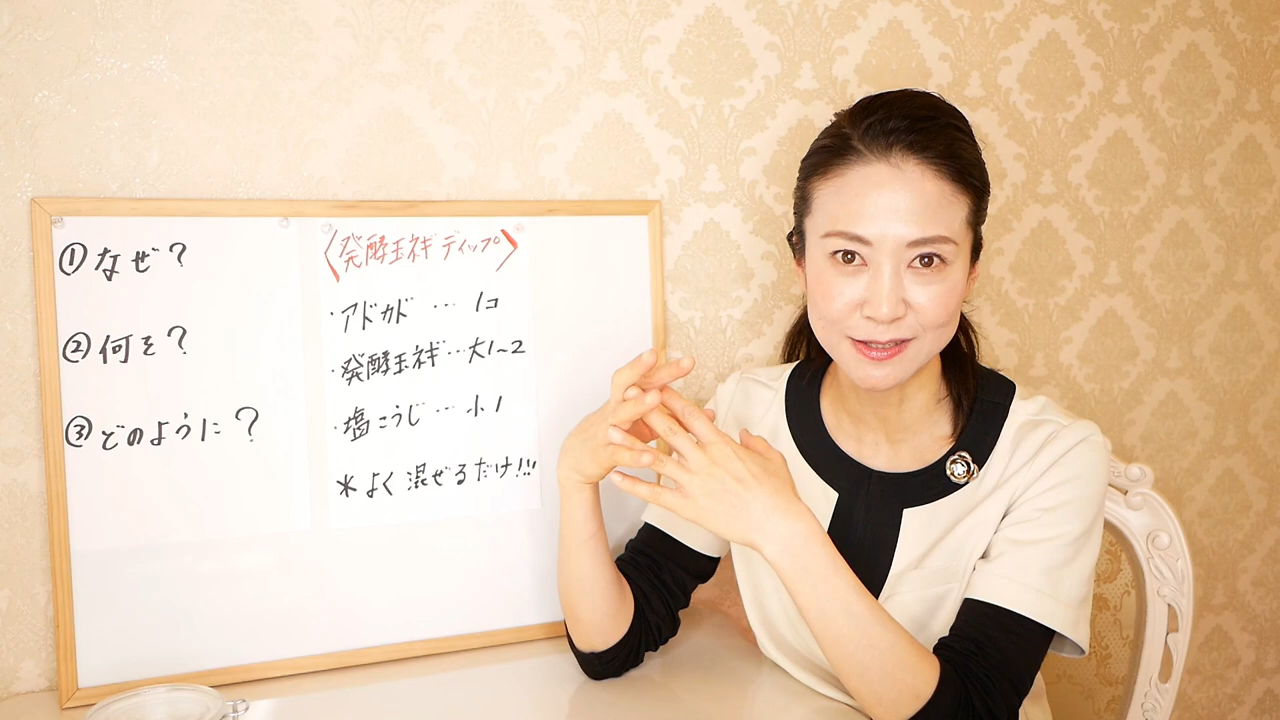 ①なぜ?
②何を?
③どのように?
〈発酵玉ネギディップ〉
・アボカド … 1コ
・発酵玉ネギ … 大1~2
・塩こうじ … 小1
*よく混ぜるだけ!!!